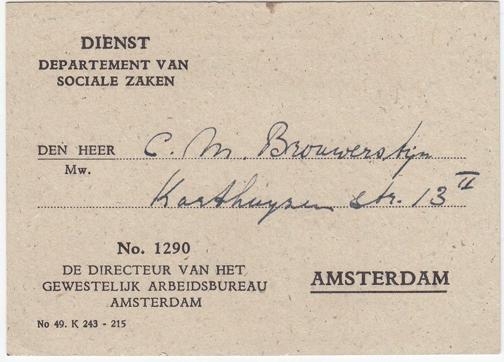 DIENST
DEPARTEMENT VAN
SOCIALE ZAKEN
DEN HEER C. M. Brouwerstijn
Mw.
Karthuyzen str. 13 II
No. 1290
DE DIRECTEUR VAN HET
GEWESTELIJK ARBEIDSBUREAU
AMSTERDAM
AMSTERDAM
No 49. K 243 - 215